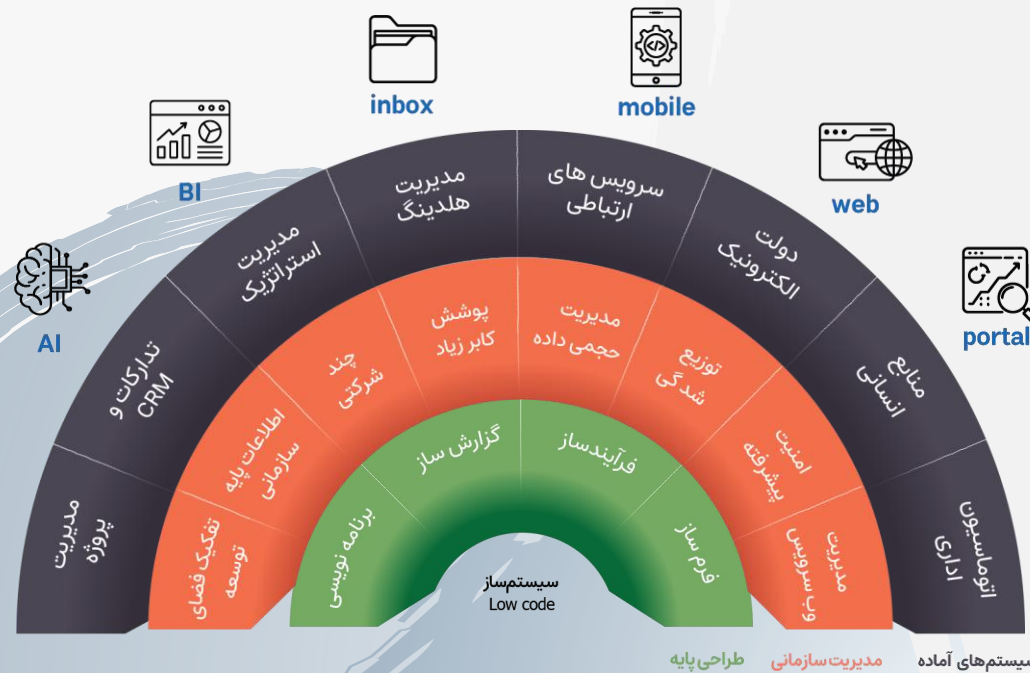 inbox
mobile
BI
web
AI
portal
سرویس های
ارتباطی
مدیریت
هلدینگ
دولت
الکترونیک
مدیریت
استراتژیک
منابع
انسانی
تدارکات و
CRM
اتوماسیون
اداری
مدیریت
پروژه
مدیریت
حجمی داده
پوشش
کابر زیاد
توزیع
شدگی
چند
شرکتی
امنیت
پیشرفته
اطلاعات پایه
سازمانی
مدیریت
وب سرویس
تفکیک فضای
توسعه
فرآیندساز
گزارش ساز
فرم ساز
برنامه نویسی
سیستم‌ساز
Low code
سیستم‌های آماده
مدیریت سازمانی
طراحی پایه